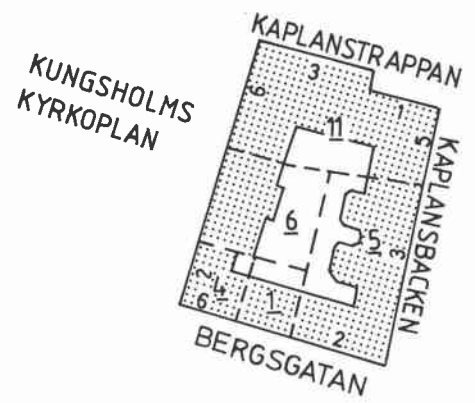 KAPLANSTRAPPAN
KUNGSHOLMS
KYRKOPLAN
3
6
1
11
5
KAPLANSBACKEN
6
5
3
2
4
1
6
2
BERGSGATAN